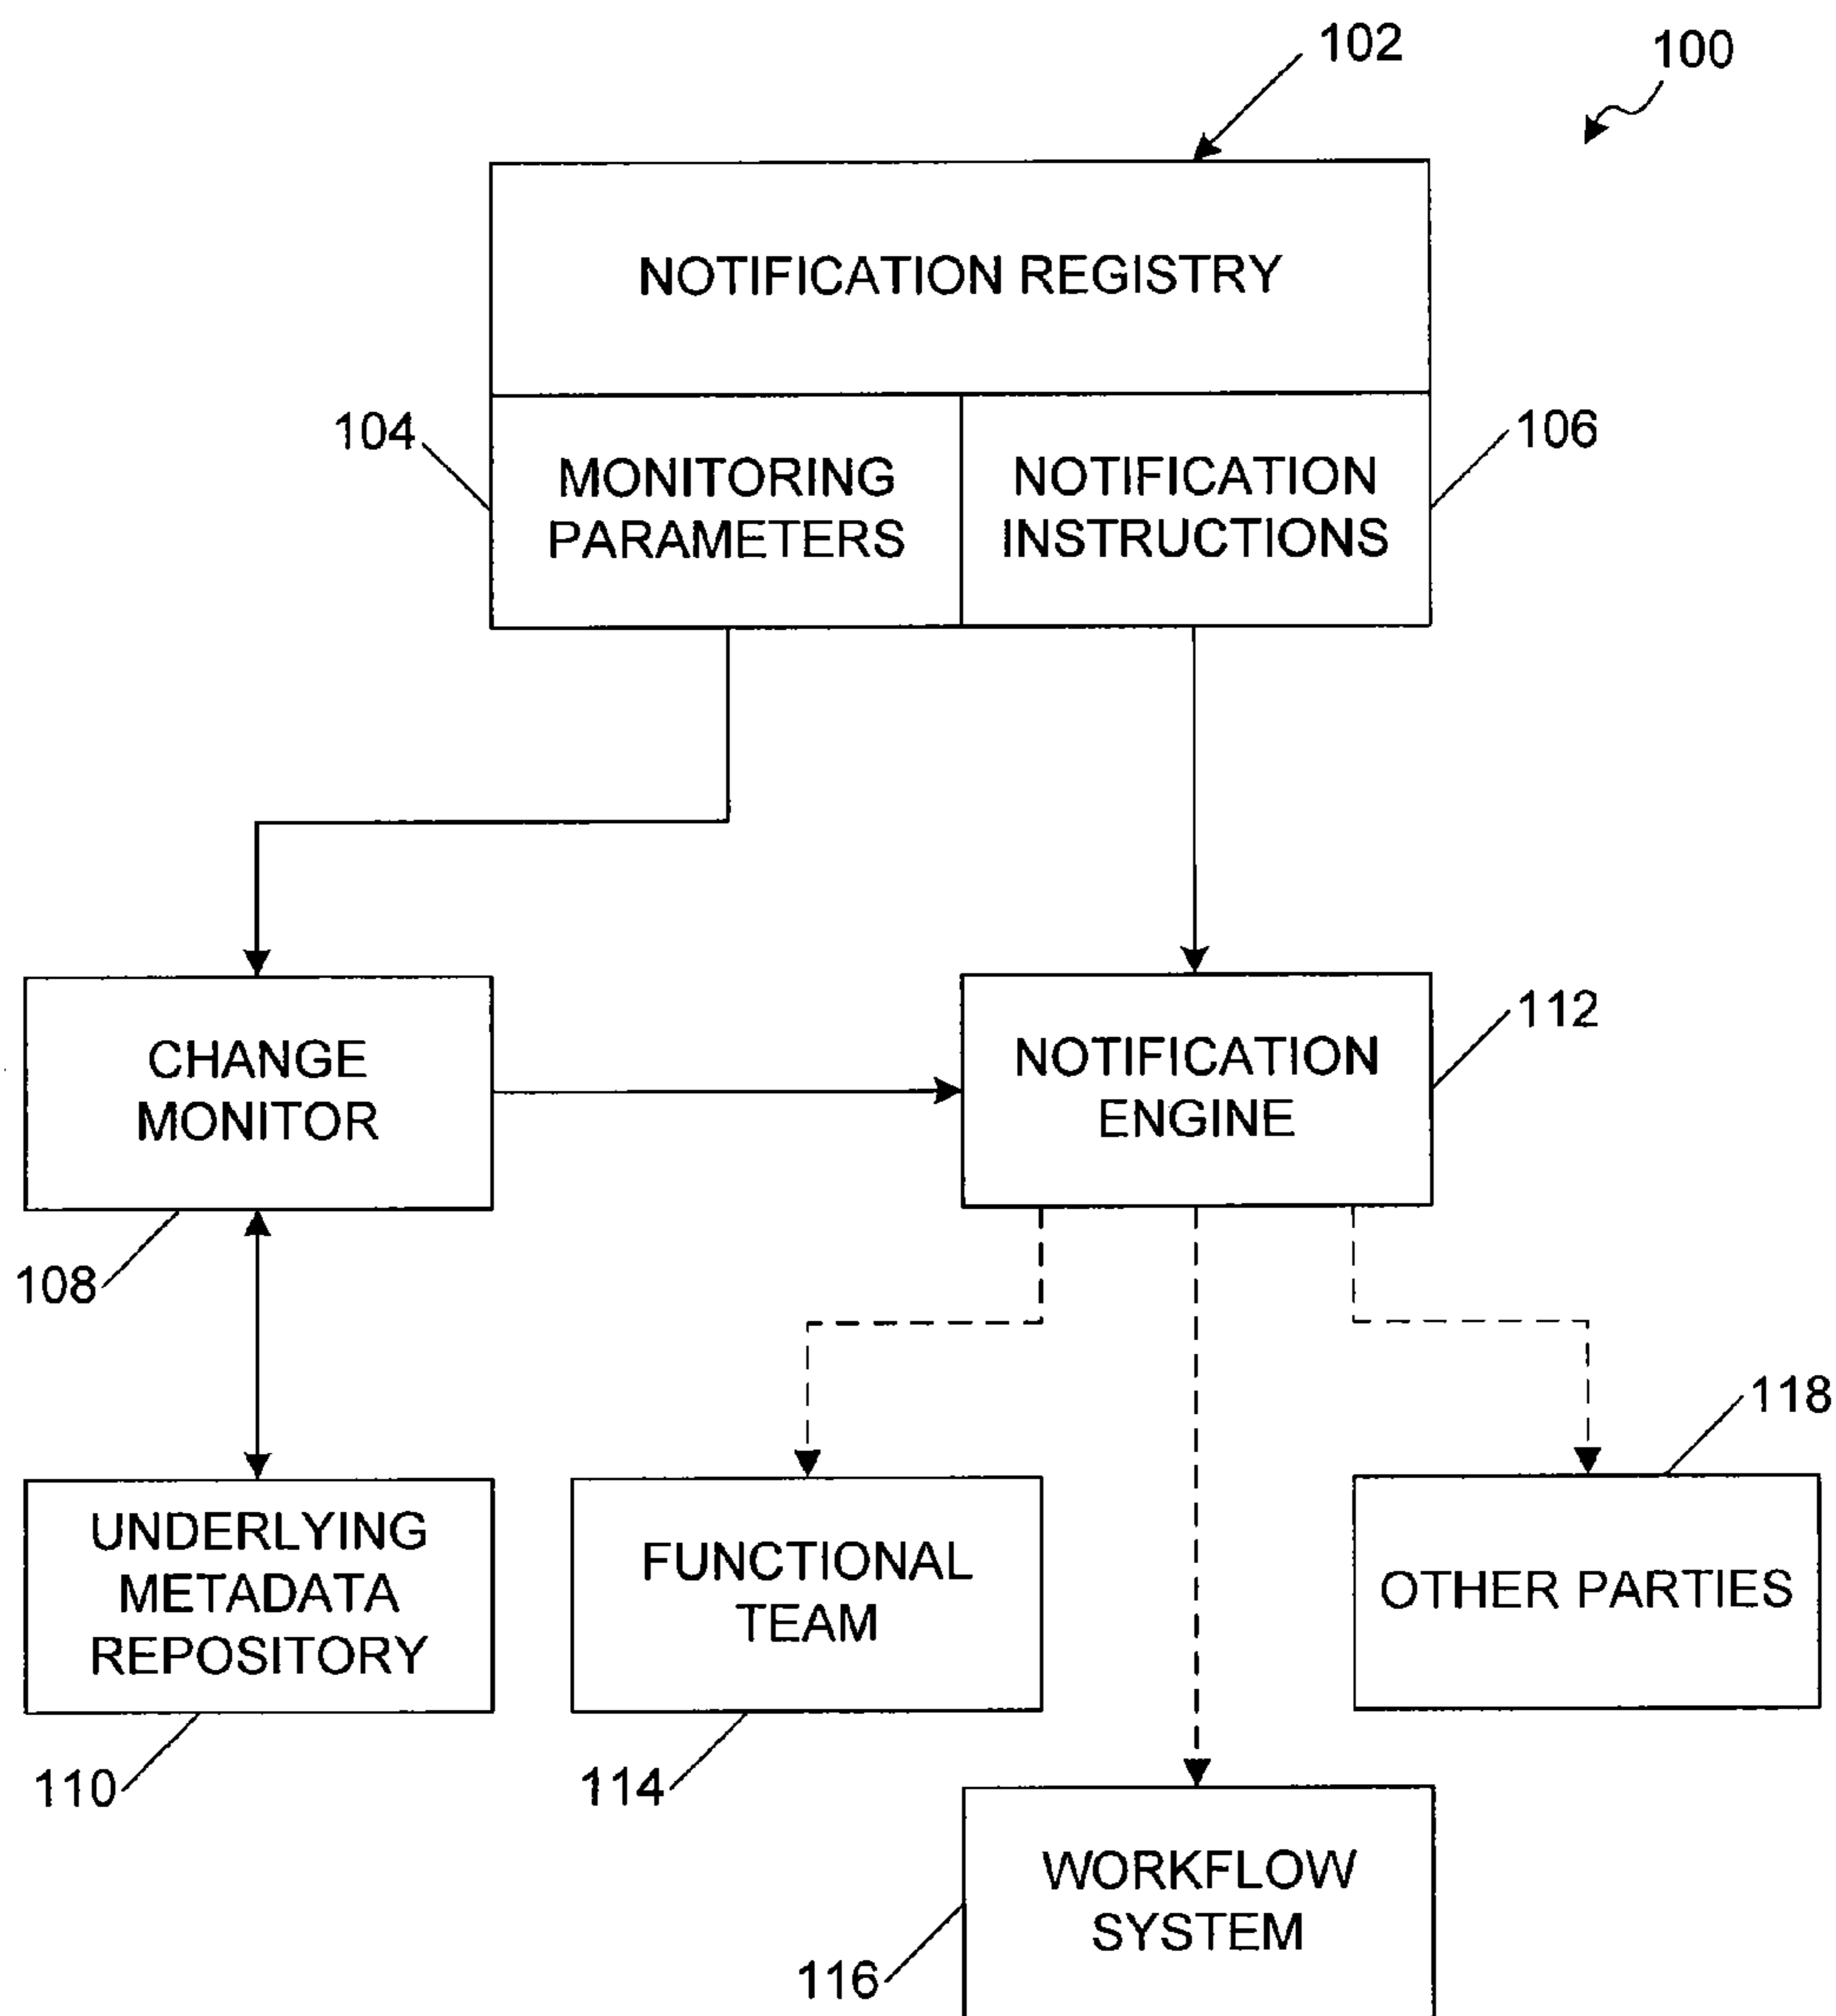 102
100
NOTIFICATION REGISTRY
104
MONITORING
PARAMETERS
NOTIFICATION
INSTRUCTIONS
106
CHANGE
MONITOR
NOTIFICATION
ENGINE
112
108
118
UNDERLYING
METADATA
REPOSITORY
FUNCTIONAL
TEAM
OTHER PARTIES
110
114
WORKFLOW
SYSTEM
116